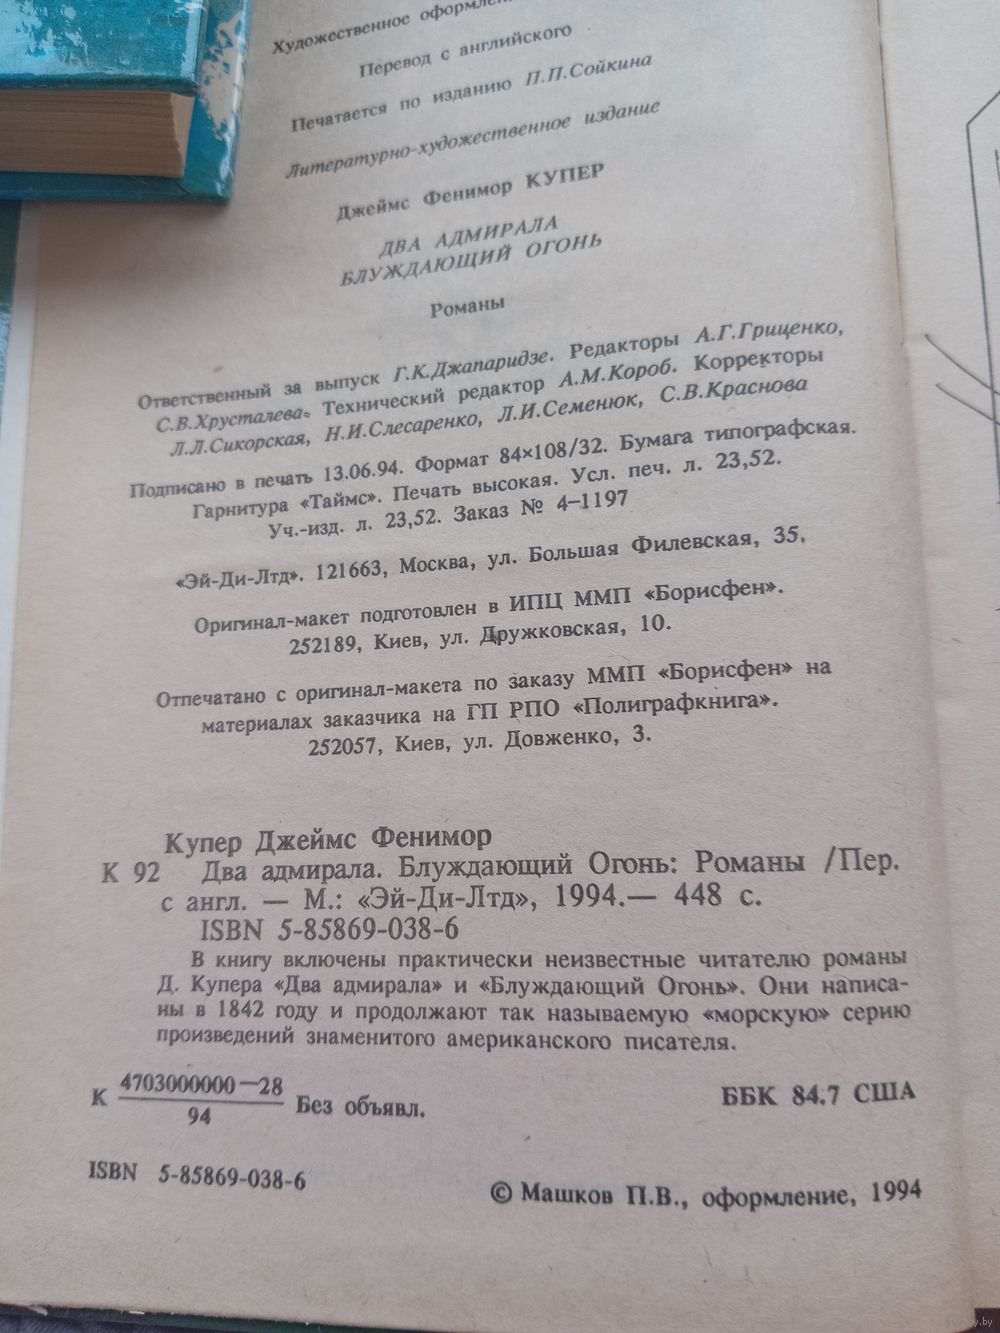 Художественное
Перевод с английского
Печатается по изданию П.П.Сойкина
Литературно-художественное издание
Джеймс Фенимор КУПЕР
ДВА АДМИРАЛА
БЛУЖДАЮЩИЙ ОГОНЬ
Романы
Ответственный за выпуск Г.К.Джапаридзе. Редакторы А.Г.Гриценко,
С.В.Хрусталева. Технический редактор А.М.Короб. Корректоры
Л.Л.Сикорская, Н.И.Слесаренко, Л.И.Семенюк, С.В.Краснова
Подписано в печать 13.06.94. Формат 84×108/32. Бумага типографская.
Гарнитура «Таймс». Печать высокая. Усл. печ. л. 23,52.
Уч.-изд. л. 23,52. Заказ № 4-1197
«Эй-Ди-Лтд». 121663, Москва, ул. Большая Филевская, 35.
Оригинал-макет подготовлен в ИПЦ ММП «Борисфен».
252189, Киев, ул. Дружковская, 10.
Отпечатано с оригинал-макета по заказу ММП «Борисфен» на
материалах заказчика на ГП РПО «Полиграфкнига».
252057, Киев, ул. Довженко, 3.
Купер Джеймс Фенимор
К 92 Два адмирала. Блуждающий Огонь: Романы /Пер.
с англ. — М.: «Эй-Ди-Лтд», 1994.— 448 с.
ISBN 5-85869-038-6
В книгу включены практически неизвестные читателю романы
Д. Купера «Два адмирала» и «Блуждающий Огонь». Они написа-
ны в 1842 году и продолжают так называемую «морскую» серию
произведений знаменитого американского писателя.
К 4703000000—28
94 Без объявл.
ББК 84.7 США
ISBN 5-85869-038-6
© Машков П.В., оформление, 1994